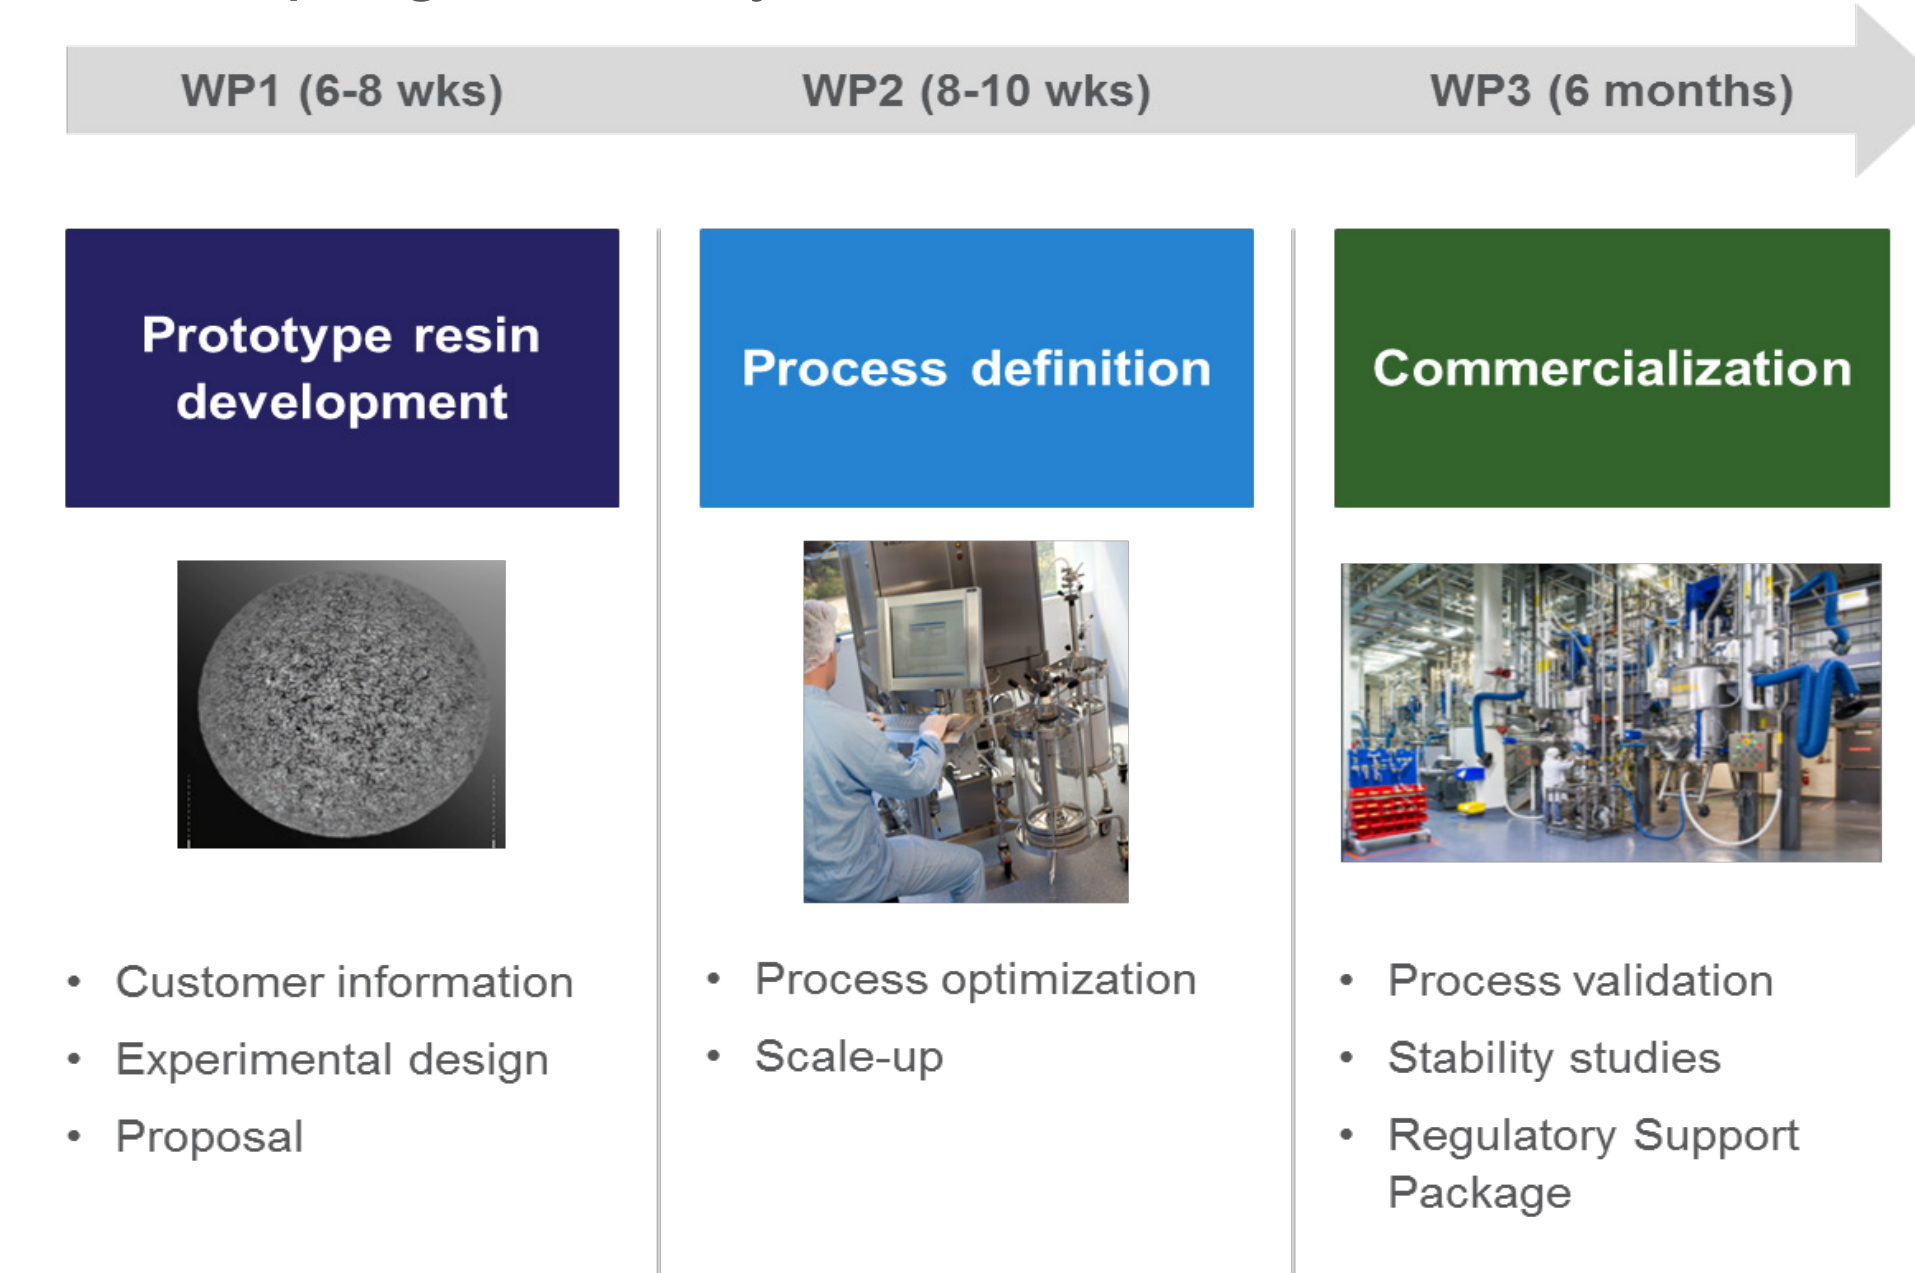 WP1 (6-8 wks)
WP2 (8-10 wks)
WP3 (6 months)
Prototype resin
development
Process definition
Commercialization
• Customer information
• Experimental design
• Proposal
• Process optimization
• Scale-up
• Process validation
• Stability studies
• Regulatory Support
Package